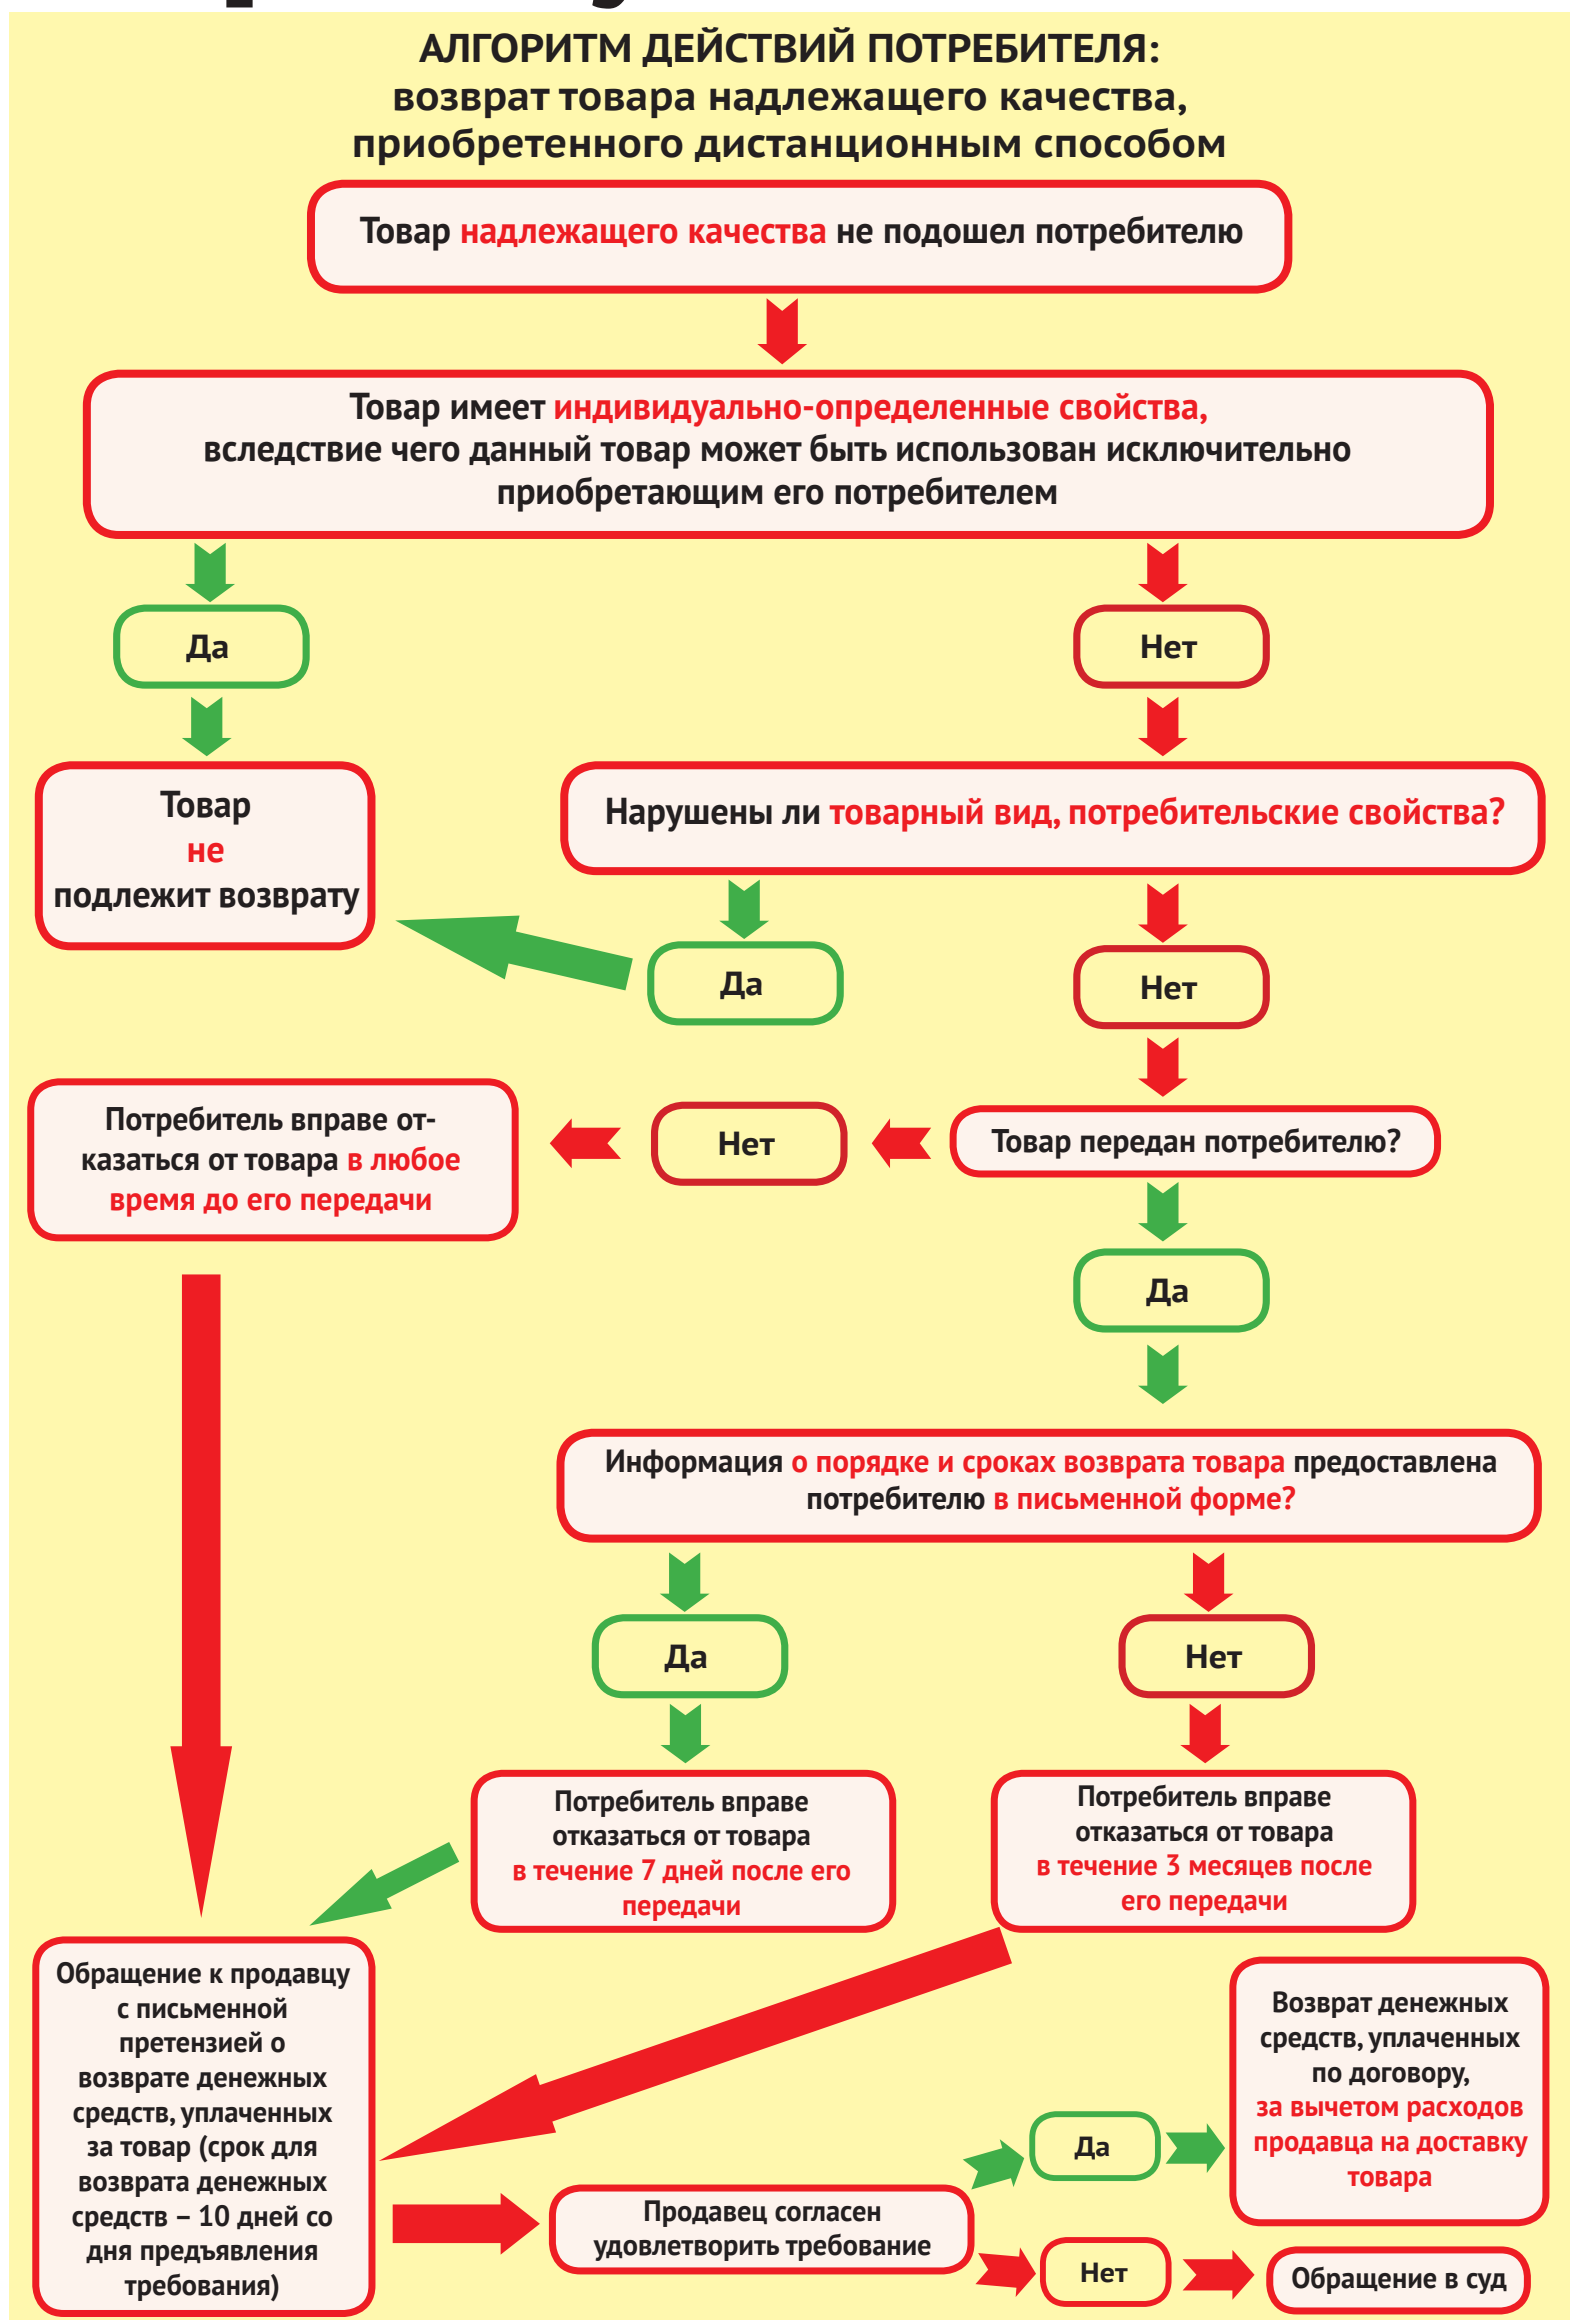 АЛГОРИТМ ДЕЙСТВИЙ ПОТРЕБИТЕЛЯ:
возврат товара надлежащего качества,
приобретенного дистанционным способом
Товар надлежащего качества не подошел потребителю
Товар имеет индивидуально-определенные свойства,
вследствие чего данный товар может быть использован исключительно
приобретающим его потребителем
Да
Нет
Товар
не
подлежит возврату
Нарушены ли товарный вид, потребительские свойства?
Да
Нет
Товар передан потребителю?
Нет
Потребитель вправе от-
казаться от товара в любое
время до его передачи
Да
Информация о порядке и сроках возврата товара предоставлена
потребителю в письменной форме?
Да
Нет
Потребитель вправе
отказаться от товара
в течение 7 дней после его
передачи
Потребитель вправе
отказаться от товара
в течение 3 месяцев после
его передачи
Обращение к продавцу
с письменной
претензией о
возврате денежных
средств, уплаченных
за товар (срок для
возврата денежных
средств – 10 дней со
дня предъявления
требования)
Продавец согласен
удовлетворить требование
Да
Возврат денежных
средств, уплаченных
по договору,
за вычетом расходов
продавца на доставку
товара
Нет
Обращение в суд